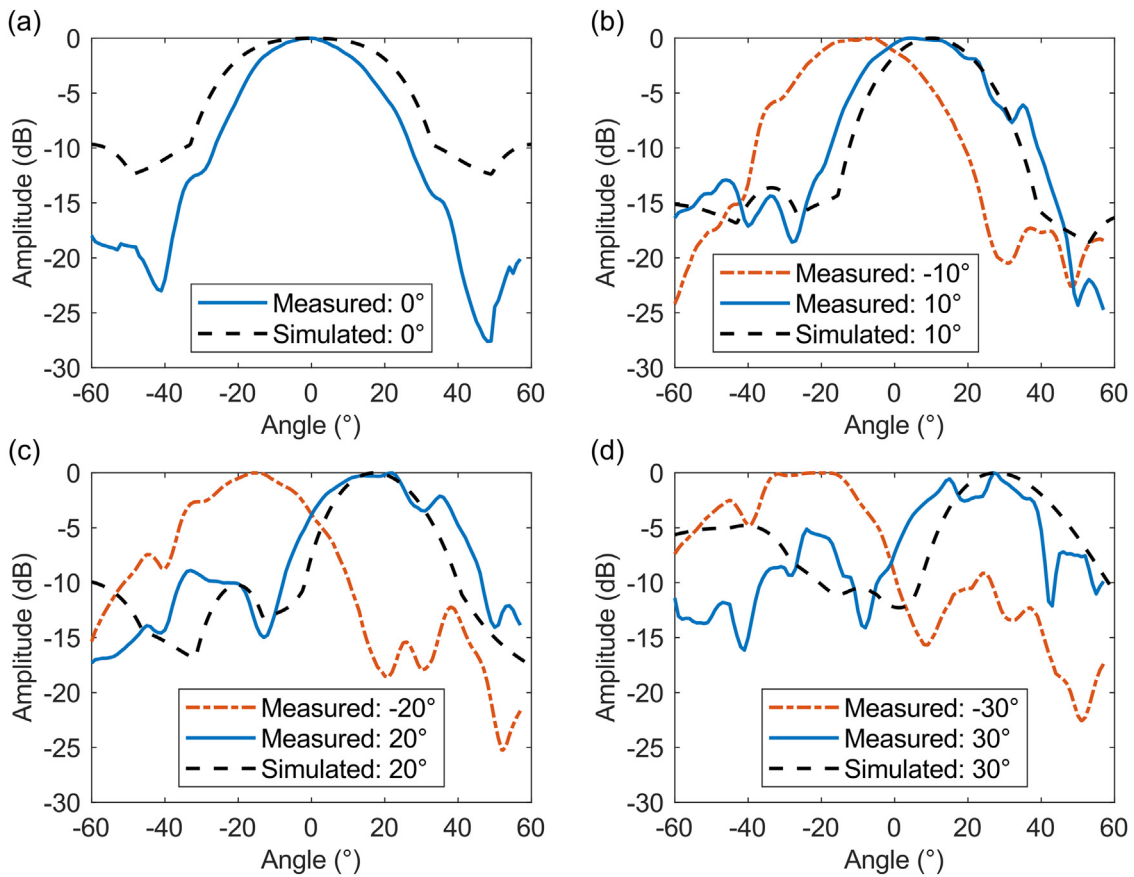 (a)
0
-5
-10
-15
-20
-25
-30
Amplitude (dB)
Measured: 0°
Simulated: 0°
-60 -40 -20 0 20 40 60
Angle (°)
(b)
0
-5
-10
-15
-20
-25
-30
Amplitude (dB)
Measured: -10°
Measured: 10°
Simulated: 10°
-60 -40 -20 0 20 40 60
Angle (°)
(c)
0
-5
-10
-15
-20
-25
-30
Amplitude (dB)
Measured: -20°
Measured: 20°
Simulated: 20°
-60 -40 -20 0 20 40 60
Angle (°)
(d)
0
-5
-10
-15
-20
-25
-30
Amplitude (dB)
Measured: -30°
Measured: 30°
Simulated: 30°
-60 -40 -20 0 20 40 60
Angle (°)